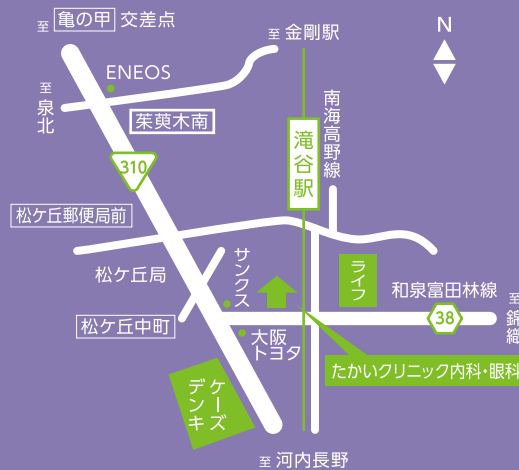 至 亀の甲 交差点
至 金剛駅
N
ENEOS
至 泉北
茱萸木南
南海高野線
310
滝谷駅
松ケ丘郵便局前
松ケ丘局
サンクス
ライフ
和泉富田林線
至 錦織
38
松ケ丘中町
大阪
トヨタ
たかいクリニック内科・眼科
ケーズ
デンキ
至 河内長野